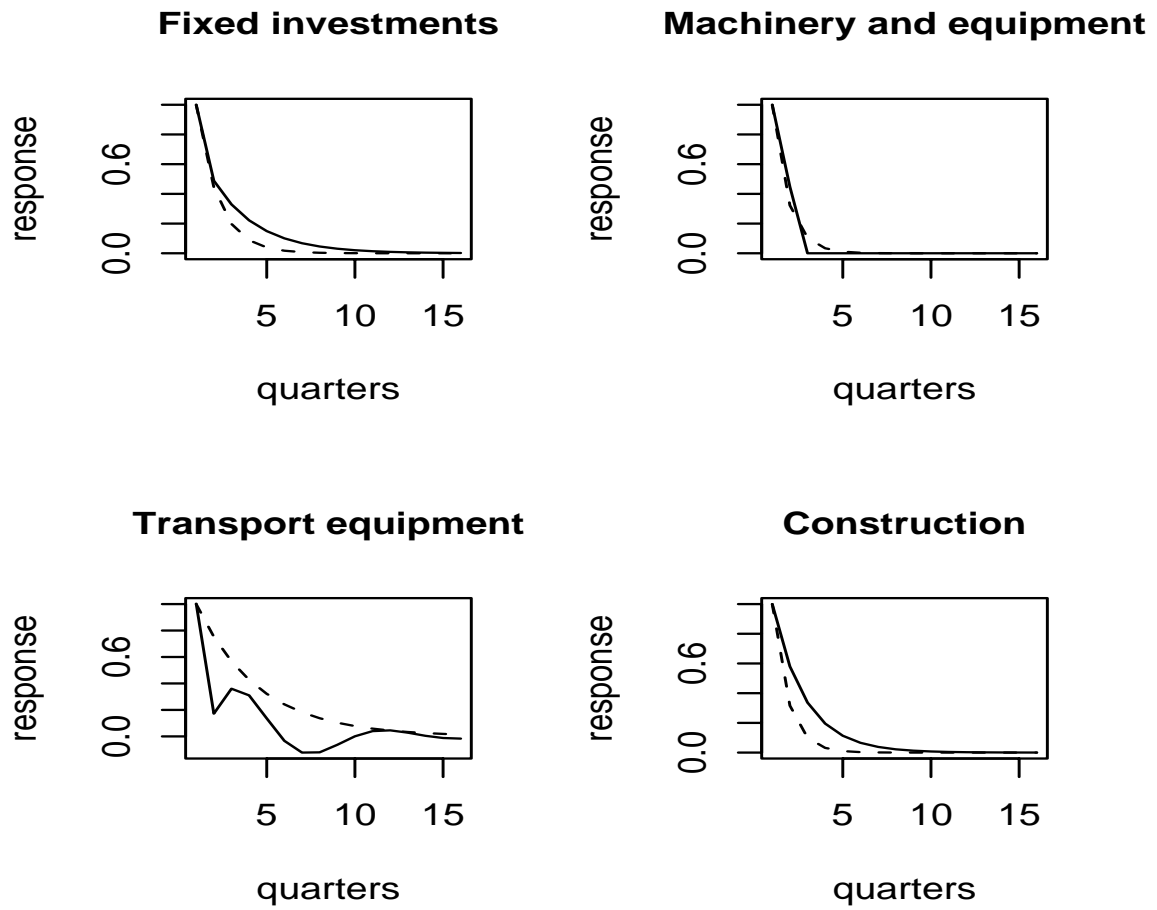 Fixed investments
response
0.0 0.6
5 10 15
quarters
Machinery and equipment
response
0.0 0.6
5 10 15
quarters
Transport equipment
response
0.0 0.6
5 10 15
quarters
Construction
response
0.0 0.6
5 10 15
quarters